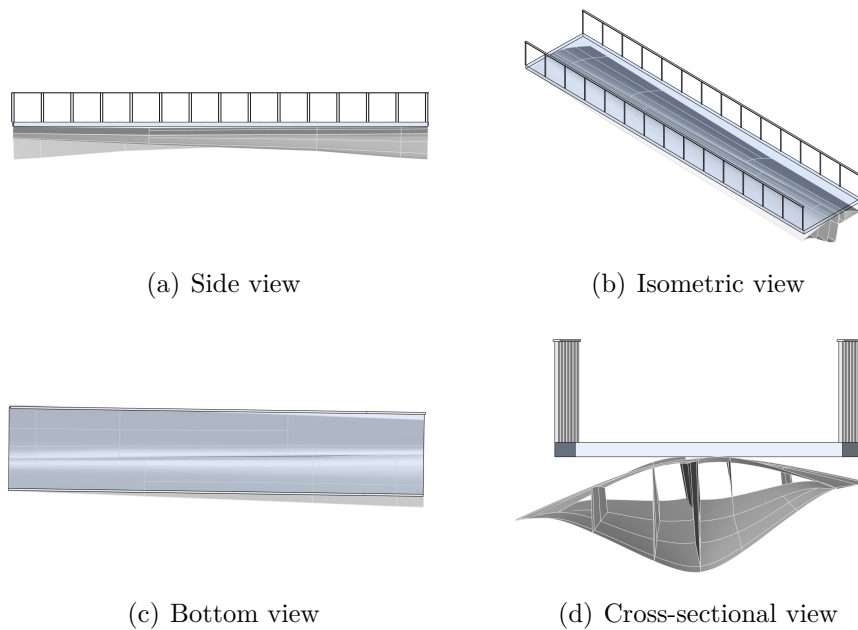 (a) Side view
(b) Isometric view
(c) Bottom view
(d) Cross-sectional view